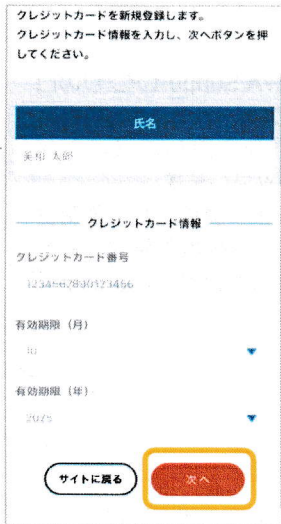 クレジットカードを新規登録します。
クレジットカード情報を入力し、次へボタンを押
してください。
氏名
太郎
クレジットカード情報
クレジットカード番号
有効期限（月）
10
有効期限（年）
2025
サイトに戻る
次へ